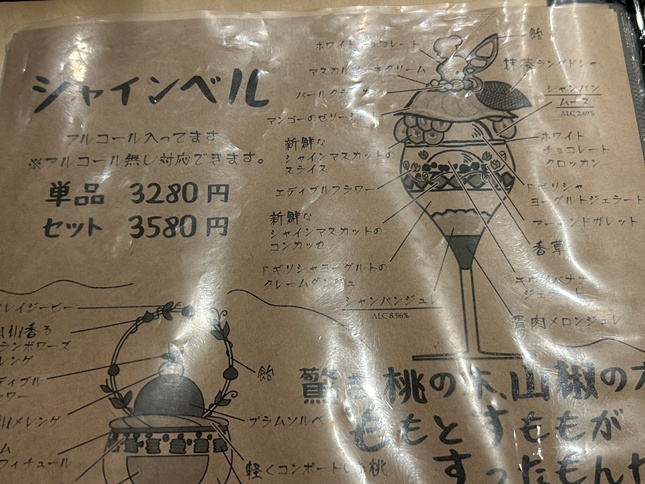 シャインベル
アルコール入ってます
※アルコール無し対応できます。
単品 3280円
セット 3580円
ホワイトチョコレート
マスカルポーネクリーム
パールクラッカン
マンゴーのゼリー
新鮮な
シャインマスカットの
スライス
エディブルフラワー
新鮮な
シャインマスカットの
コンカッセ
ギリシャヨーグルトの
クレームダンジュ
シャンパンジュレ
ALC 8.56%
飴
抹茶ラングドシャ
シャンパン
ムース
ALC 2.69%
ホワイト
チョコレート
クロッカン
ギリシャ
ヨーグルトジェラート
アーモンドガレット
香草
青肉メロンジュレ
飴
プラムソルベ
軽くコンポートした桃
驚き桃の木、山椒の
ももとすももが
すったもんだ